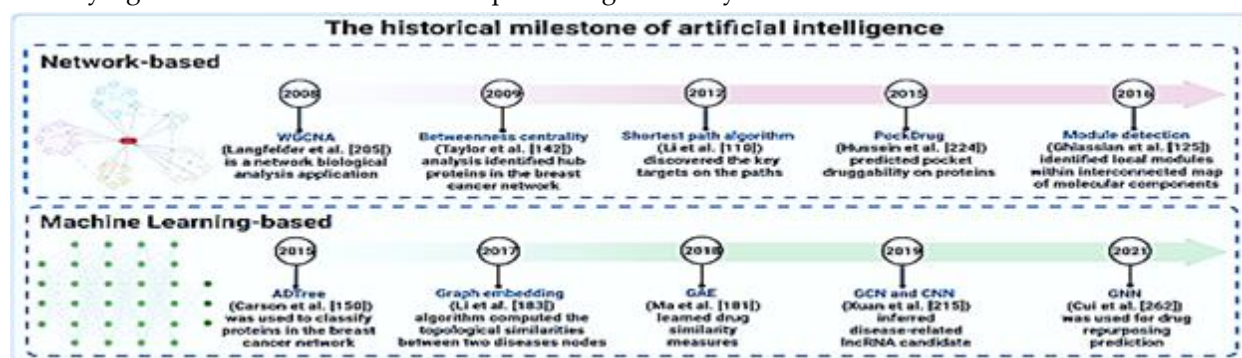 The historical milestone of artificial intelligence
Network-based
2008
WGCNA
(Langfelder et al. [205])
is a network biological
analysis application
2009
Betweenness centrality
(Taylor et al. [142])
analysis identified hub
proteins in the breast
cancer network
2012
Shortest path algorithm
(Li et al. [110])
discovered the key
targets on the paths
2015
PockDrug
(Hussein et al. [224])
predicted pocket
druggability on proteins
2016
Module detection
(Ghiassian et al. [125])
identified local modules
within interconnected map
of molecular components
Machine Learning-based
2015
ADTree
(Carson et al. [150])
was used to classify
proteins in the breast
cancer network
2017
Graph embedding
(Li et al. [183])
algorithm computed the
topological similarities
between two diseases nodes
2018
GAE
(Ma et al. [181])
learned drug
similarity
measures
2019
GCN and CNN
(Xuan et al. [215])
inferred
disease-related
lncRNA candidate
2021
GNN
(Cui et al. [262])
was used for drug
repurposing
prediction